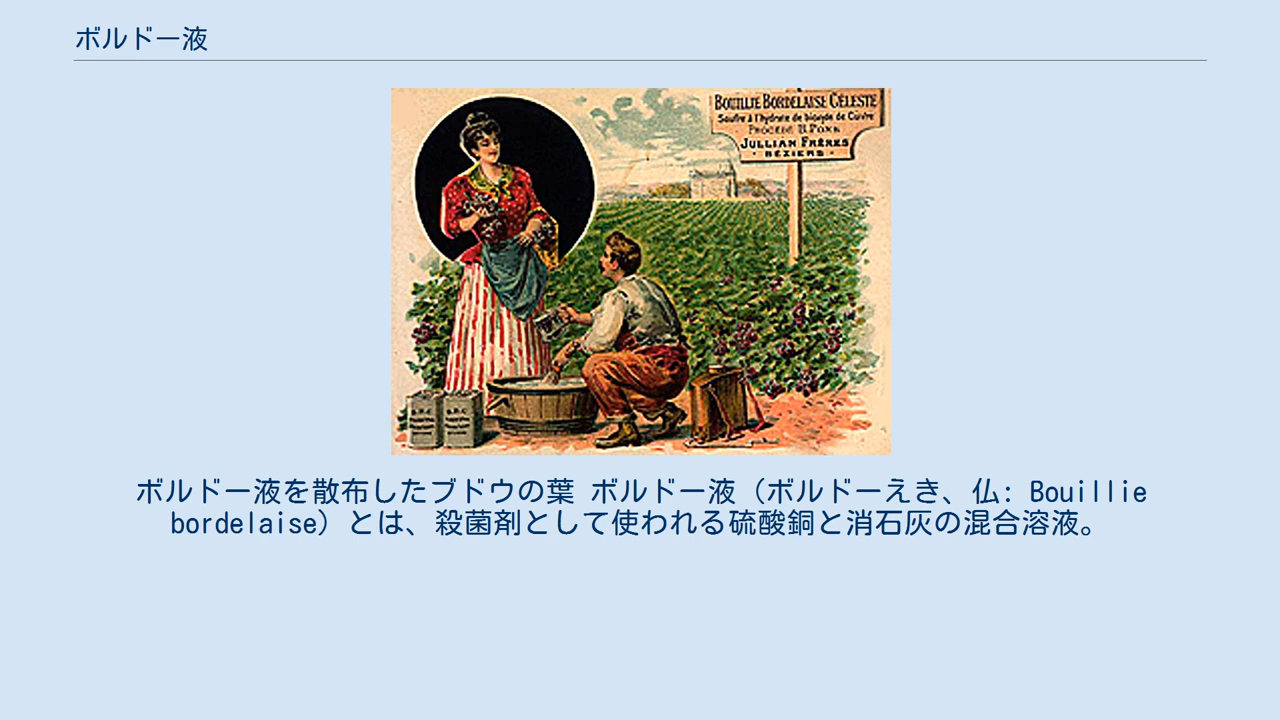 ボルドー液
BOUILLIE BORDELAISE CÉLESTE
Soufre à l'hydrate de bioxyde de Cuivre
PROCÉDÉ B. PONS
JULLIAN FRÈRES
BÉZIERS
ボルドー液を散布したブドウの葉 ボルドー液（ボルドーえき、仏: Bouillie
bordelaise）とは、殺菌剤として使われる硫酸銅と消石灰の混合溶液。